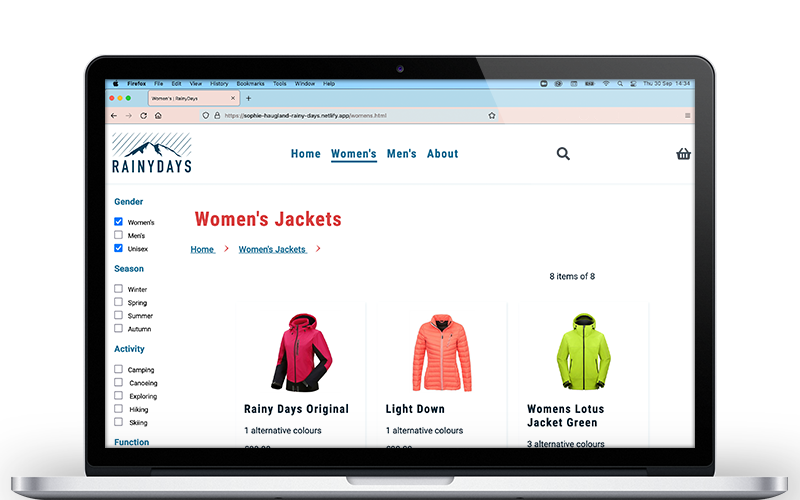 Firefox File Edit View History Bookmarks Tools Window Help
Thu 30 Sep 14:34
Women's | RainyDays
https://sophie-haugland-rainy-days.netlify.app/womens.html
RAINYDAYS
Home Women's Men's About
Gender
Women's
Men's
Unisex
Season
Winter
Spring
Summer
Autumn
Activity
Camping
Canoeing
Exploring
Hiking
Skiing
Function
Women's Jackets
Home > Women's Jackets >
8 items of 8
Rainy Days Original
1 alternative colours
Light Down
1 alternative colours
Womens Lotus
Jacket Green
3 alternative colours